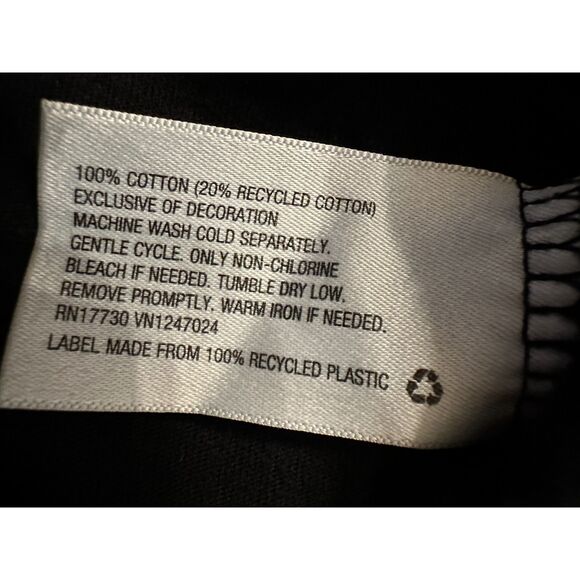 100% COTTON (20% RECYCLED COTTON)
EXCLUSIVE OF DECORATION
MACHINE WASH COLD SEPARATELY.
GENTLE CYCLE. ONLY NON-CHLORINE
BLEACH IF NEEDED. TUMBLE DRY LOW.
REMOVE PROMPTLY. WARM IRON IF NEEDED.
RN17730 VN1247024
LABEL MADE FROM 100% RECYCLED PLASTIC